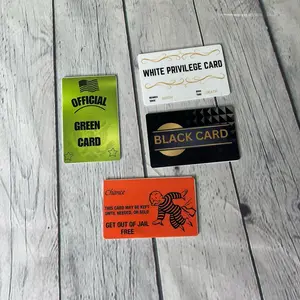 WHITE PRIVILEGE CARD
OFFICIAL
GREEN
CARD
BLACK CARD
Chance
THIS CARD MAY BE KEPT
UNTIL NEEDED OR SOLD
GET OUT OF JAIL
FREE